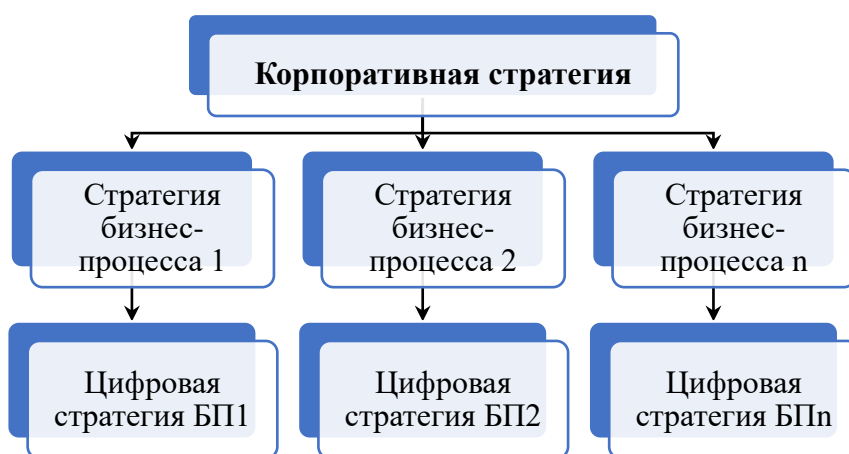 Корпоративная стратегия
Стратегия
бизнес-
процесса 1
Стратегия
бизнес-
процесса 2
Стратегия
бизнес-
процесса n
Цифровая
стратегия БП1
Цифровая
стратегия БП2
Цифровая
стратегия БПn